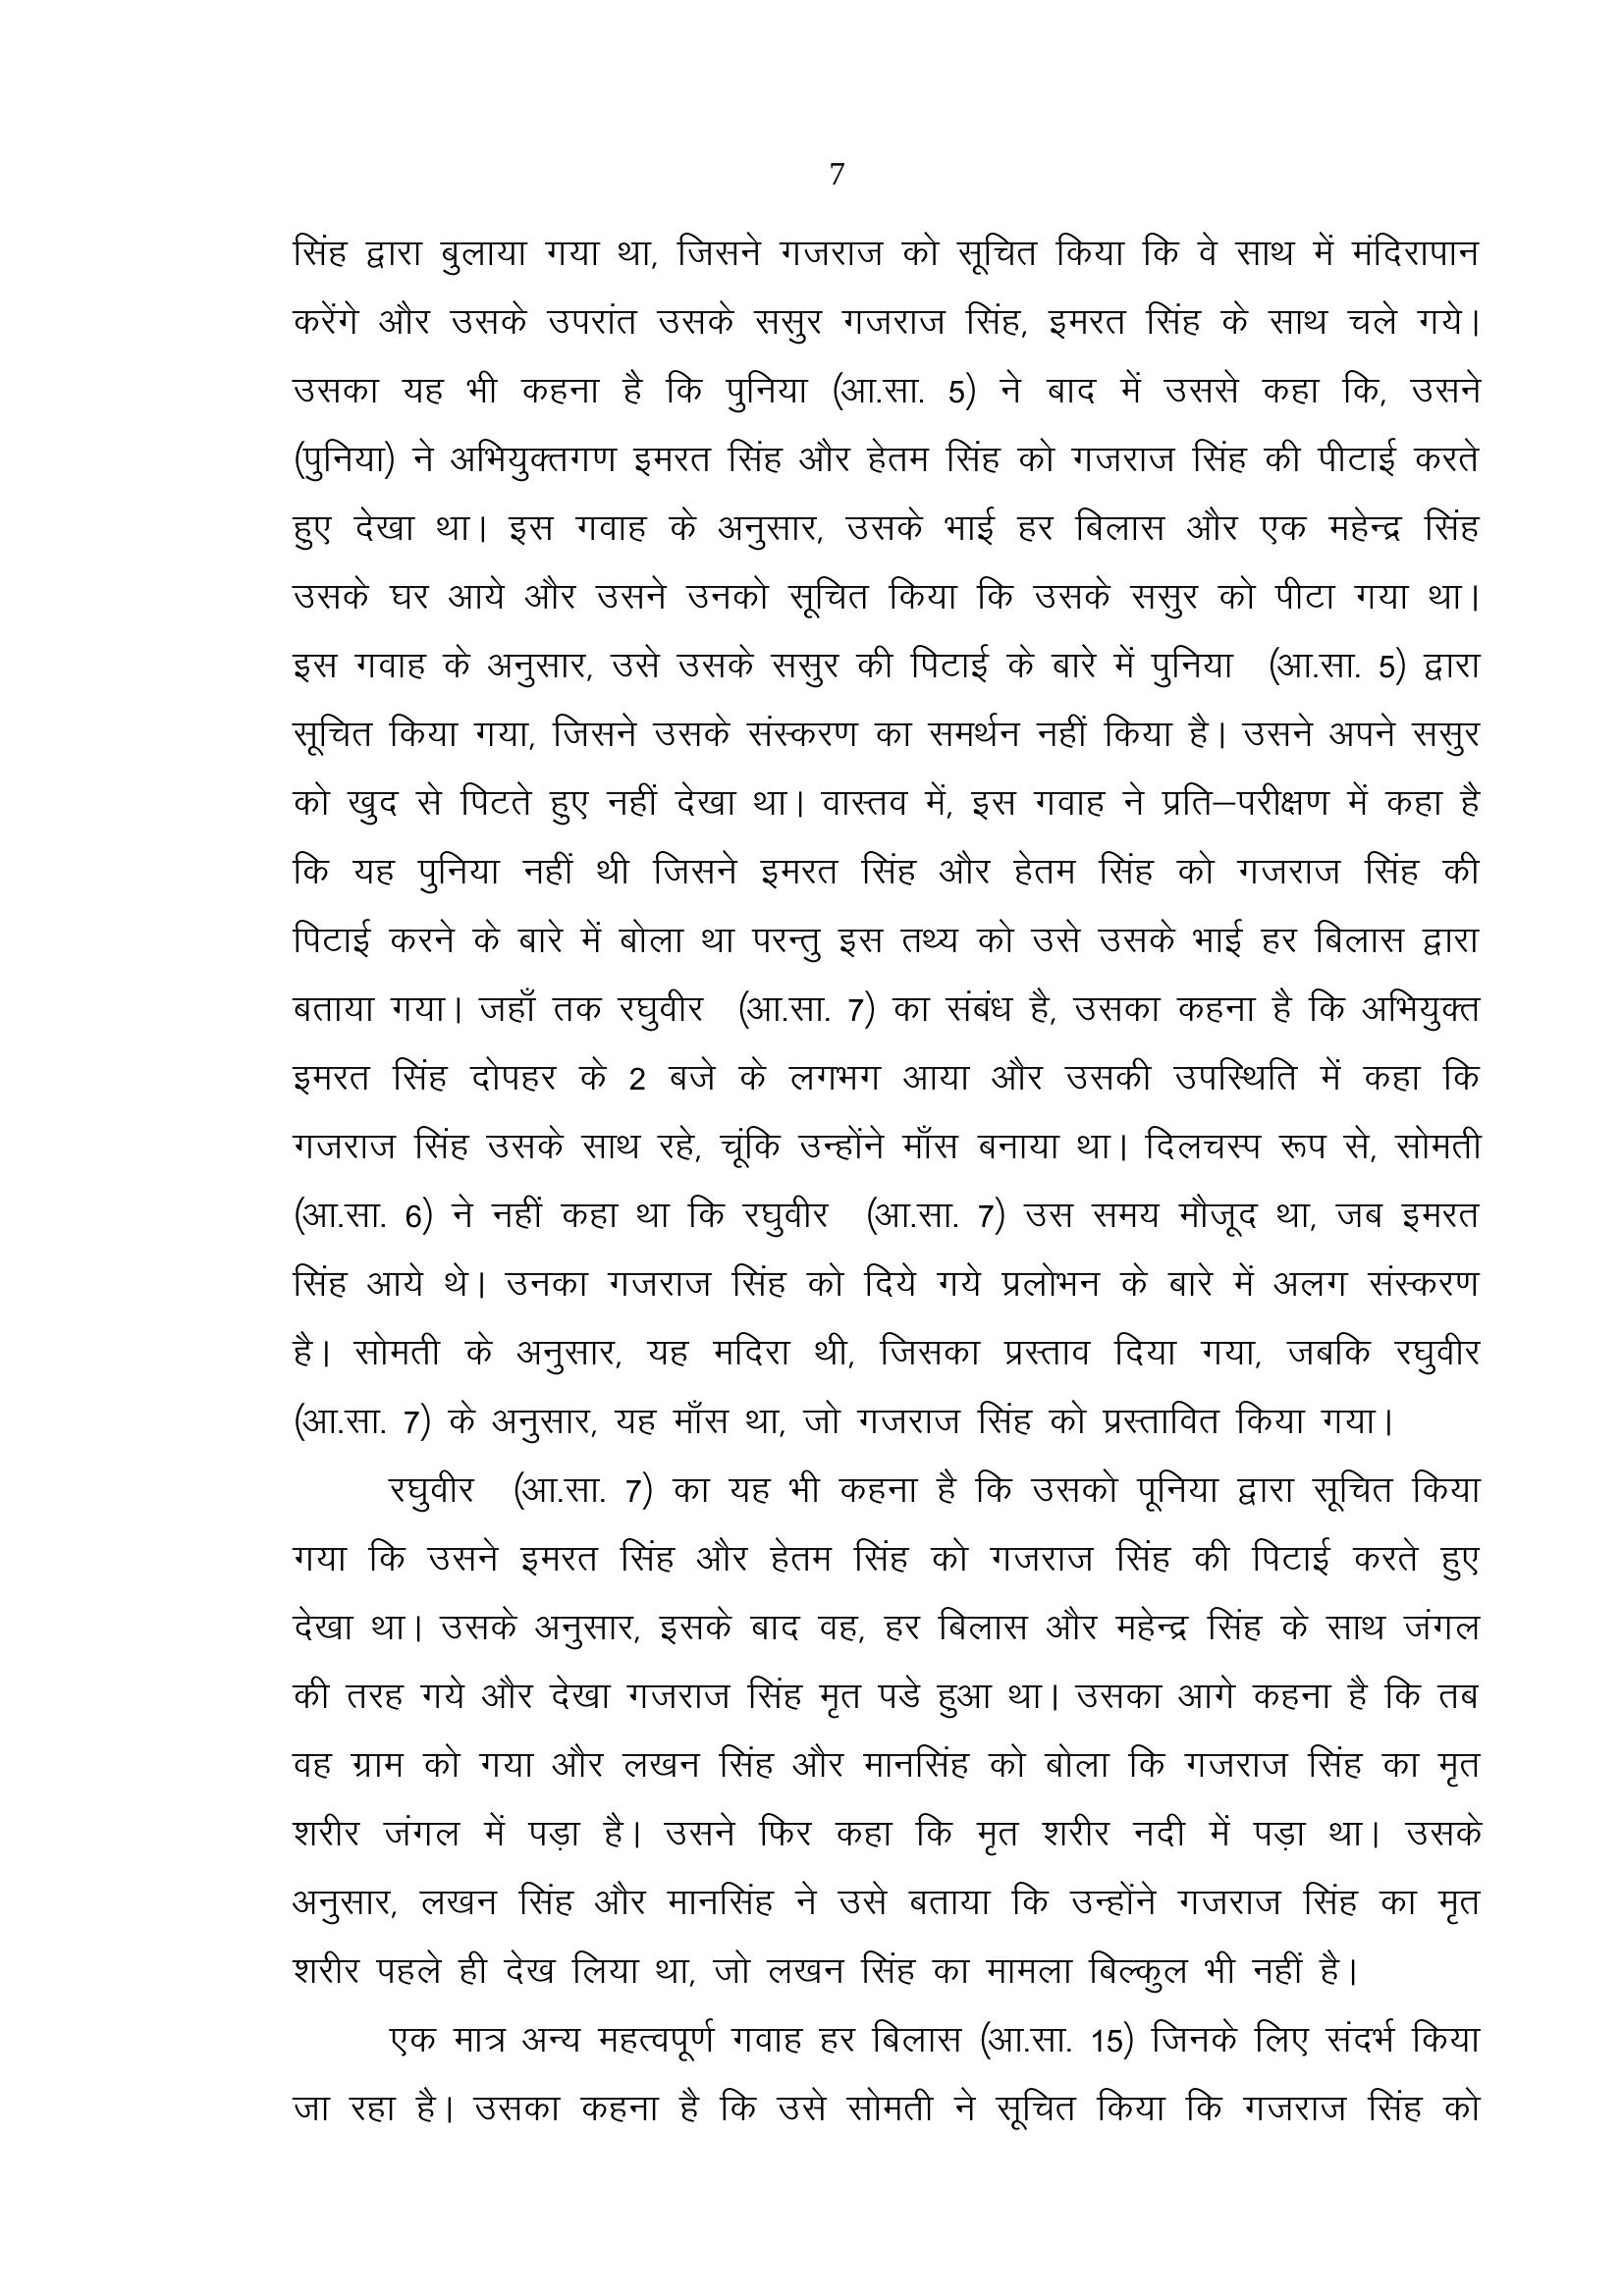 7
सिंह द्वारा बुलाया गया था, जिसने गजराज को सूचित किया कि वे साथ में मंदिरापान
करेंगे और उसके उपरांत उसके ससुर गजराज सिंह, इमरत सिंह के साथ चले गये।
उसका यह भी कहना है कि पुनिया (आ.सा. 5) ने बाद में उससे कहा कि, उसने
(पुनिया) ने अभियुक्तगण इमरत सिंह और हेतम सिंह को गजराज सिंह की पीटाई करते
हुए देखा था। इस गवाह के अनुसार, उसके भाई हर बिलास और एक महेन्द्र सिंह
उसके घर आये और उसने उनको सूचित किया कि उसके ससुर को पीटा गया था।
इस गवाह के अनुसार, उसे उसके ससुर की पिटाई के बारे में पुनिया (आ.सा. 5) द्वारा
सूचित किया गया, जिसने उसके संस्करण का समर्थन नहीं किया है। उसने अपने ससुर
को खुद से पिटते हुए नहीं देखा था। वास्तव में, इस गवाह ने प्रति–परीक्षण में कहा है
कि यह पुनिया नहीं थी जिसने इमरत सिंह और हेतम सिंह को गजराज सिंह की
पिटाई करने के बारे में बोला था परन्तु इस तथ्य को उसे उसके भाई हर बिलास द्वारा
बताया गया। जहाँ तक रघुवीर (आ.सा. 7) का संबंध है, उसका कहना है कि अभियुक्त
इमरत सिंह दोपहर के 2 बजे के लगभग आया और उसकी उपस्थिति में कहा कि
गजराज सिंह उसके साथ रहे, चूंकि उन्होंने माँस बनाया था। दिलचस्प रूप से, सोमती
(आ.सा. 6) ने नहीं कहा था कि रघुवीर (आ.सा. 7) उस समय मौजूद था, जब इमरत
सिंह आये थे। उनका गजराज सिंह को दिये गये प्रलोभन के बारे में अलग संस्करण
है। सोमती के अनुसार, यह मदिरा थी, जिसका प्रस्ताव दिया गया, जबकि रघुवीर
(आ.सा. 7) के अनुसार, यह माँस था, जो गजराज सिंह को प्रस्तावित किया गया।
रघुवीर (आ.सा. 7) का यह भी कहना है कि उसको पूनिया द्वारा सूचित किया
गया कि उसने इमरत सिंह और हेतम सिंह को गजराज सिंह की पिटाई करते हुए
देखा था। उसके अनुसार, इसके बाद वह, हर बिलास और महेन्द्र सिंह के साथ जंगल
की तरह गये और देखा गजराज सिंह मृत पडे हुआ था। उसका आगे कहना है कि तब
वह ग्राम को गया और लखन सिंह और मानसिंह को बोला कि गजराज सिंह का मृत
शरीर जंगल में पड़ा है। उसने फिर कहा कि मृत शरीर नदी में पड़ा था। उसके
अनुसार, लखन सिंह और मानसिंह ने उसे बताया कि उन्होंने गजराज सिंह का मृत
शरीर पहले ही देख लिया था, जो लखन सिंह का मामला बिल्कुल भी नहीं है।
एक मात्र अन्य महत्वपूर्ण गवाह हर बिलास (आ.सा. 15) जिनके लिए संदर्भ किया
जा रहा है। उसका कहना है कि उसे सोमती ने सूचित किया कि गजराज सिंह को